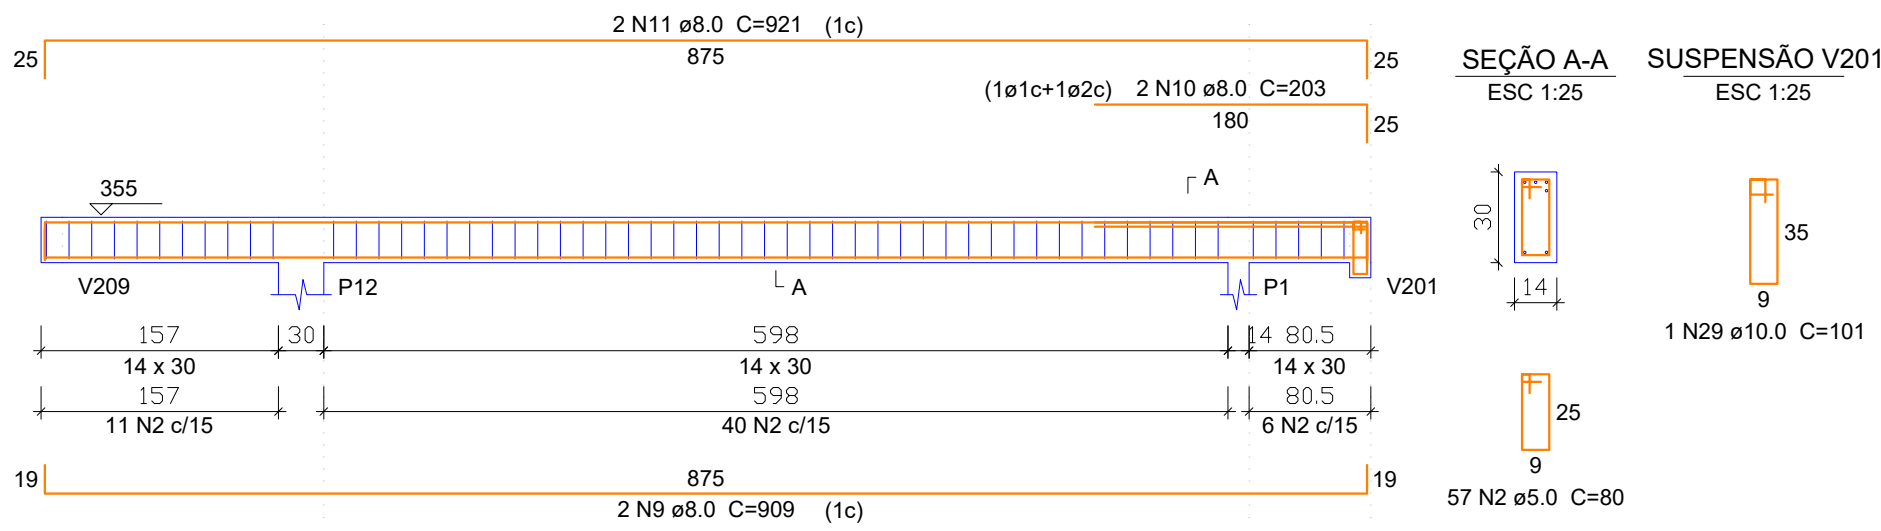 2 N11 ø8.0 C=921 (1c)
25 875 25
SEÇÃO A-A
ESC 1:25
SUSPENSÃO V201
ESC 1:25
(1ø1c+1ø2c) 2 N10 ø8.0 C=203
180 25
355
A
A
V209 P12 P1 V201
157 30 598 14 80.5
14 x 30 14 x 30 14 x 30
157 598 80.5
11 N2 c/15 40 N2 c/15 6 N2 c/15
19 875 19
2 N9 ø8.0 C=909 (1c)
30
14
25
9
57 N2 ø5.0 C=80
35
9
1 N29 ø10.0 C=101